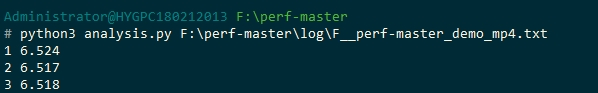 Administrator@HYGPC180212013 F:\perf-master
# python3 analysis.py F:\perf-master\log\F__perf-master_demo_mp4.txt
1 6.524
2 6.517
3 6.518